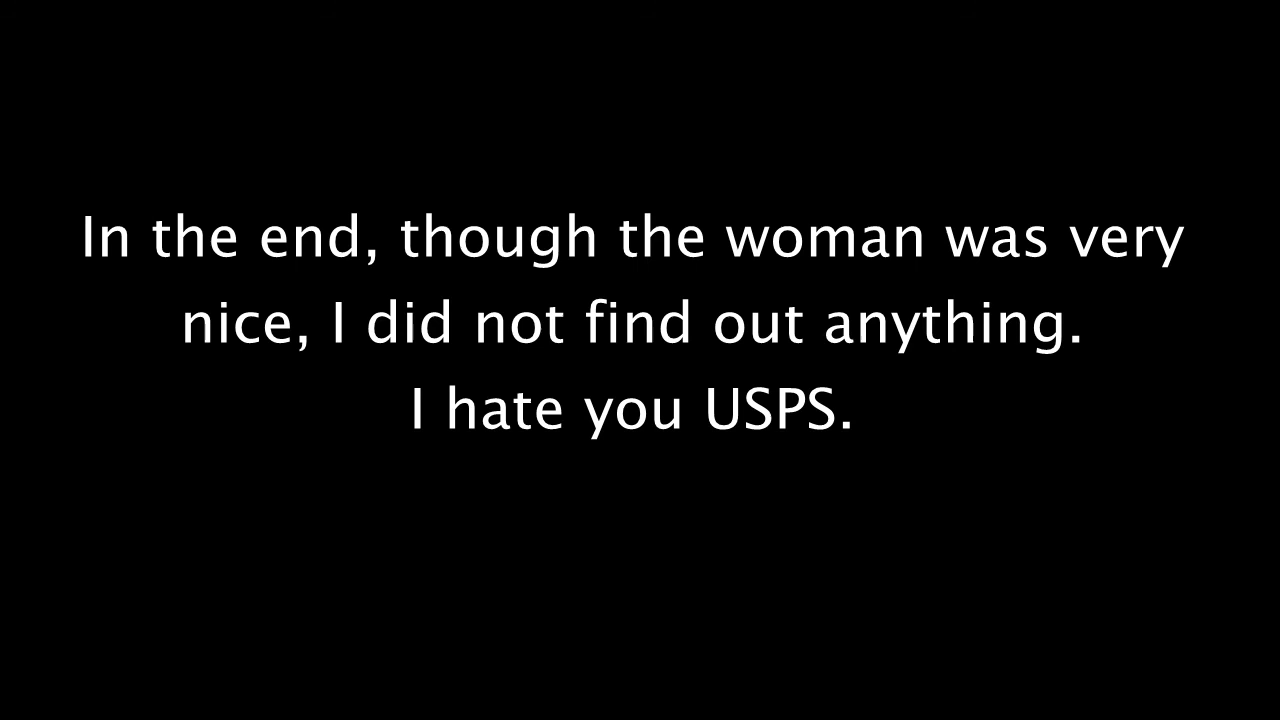 In the end, though the woman was very
nice, I did not find out anything.
I hate you USPS.